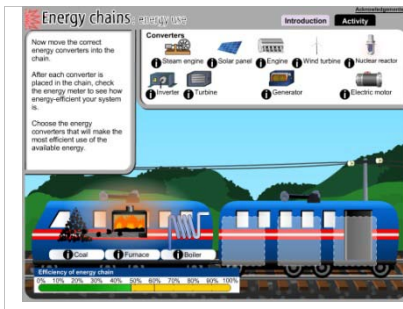 Acknowledgements
Energy chains : energy use
Introduction
Activity
Now move the correct
energy converters into the
chain.
After each converter is
placed in the chain, check
the energy meter to see how
energy-efficient your system
is.
Choose the energy
converters that will make the
most efficient use of the
available energy.
Converters
Steam engine
Solar panel
Engine
Wind turbine
Nuclear reactor
Inverter
Turbine
Generator
Electric motor
Coal
Furnace
Boiler
Efficiency of energy chain
0% 10% 20% 30% 40% 50% 60% 70% 80% 90% 100%